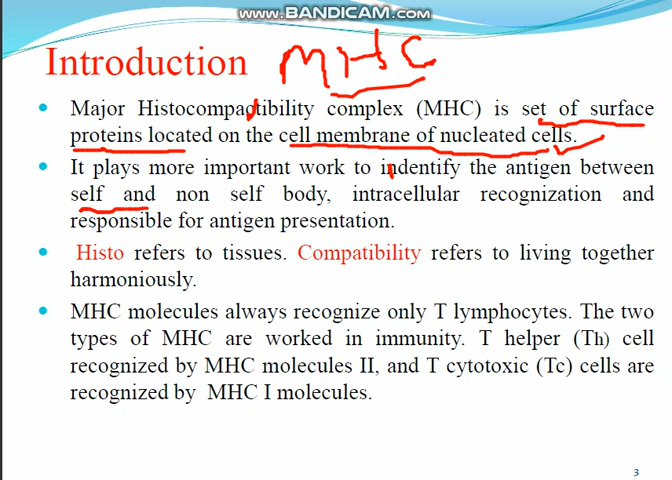 www.BANDICAM.com
Introduction MHC
• Major Histocompactibility complex (MHC) is set of surface
proteins located on the cell membrane of nucleated cells.
• It plays more important work to indentify the antigen between
self and non self body, intracellular recognization and
responsible for antigen presentation.
• Histo refers to tissues. Compatibility refers to living together
harmoniously.
• MHC molecules always recognize only T lymphocytes. The two
types of MHC are worked in immunity. T helper (Th) cell
recognized by MHC molecules II, and T cytotoxic (Tc) cells are
recognized by MHC I molecules.
3